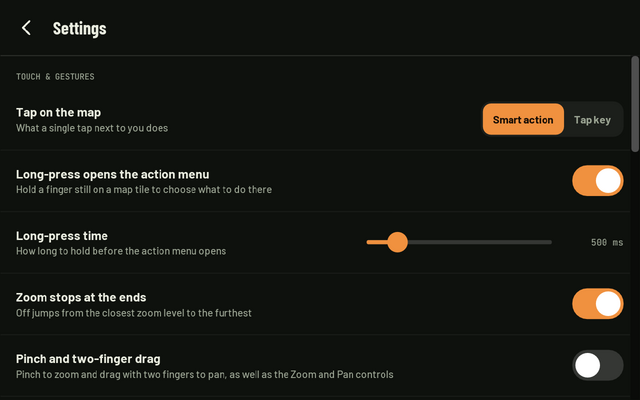 Settings
TOUCH & GESTURES
Tap on the map
What a single tap next to you does
Smart action
Tap key
Long-press opens the action menu
Hold a finger still on a map tile to choose what to do there
Long-press time
How long to hold before the action menu opens
500 ms
Zoom stops at the ends
Off jumps from the closest zoom level to the furthest
Pinch and two-finger drag
Pinch to zoom and drag with two fingers to pan, as well as the Zoom and Pan controls